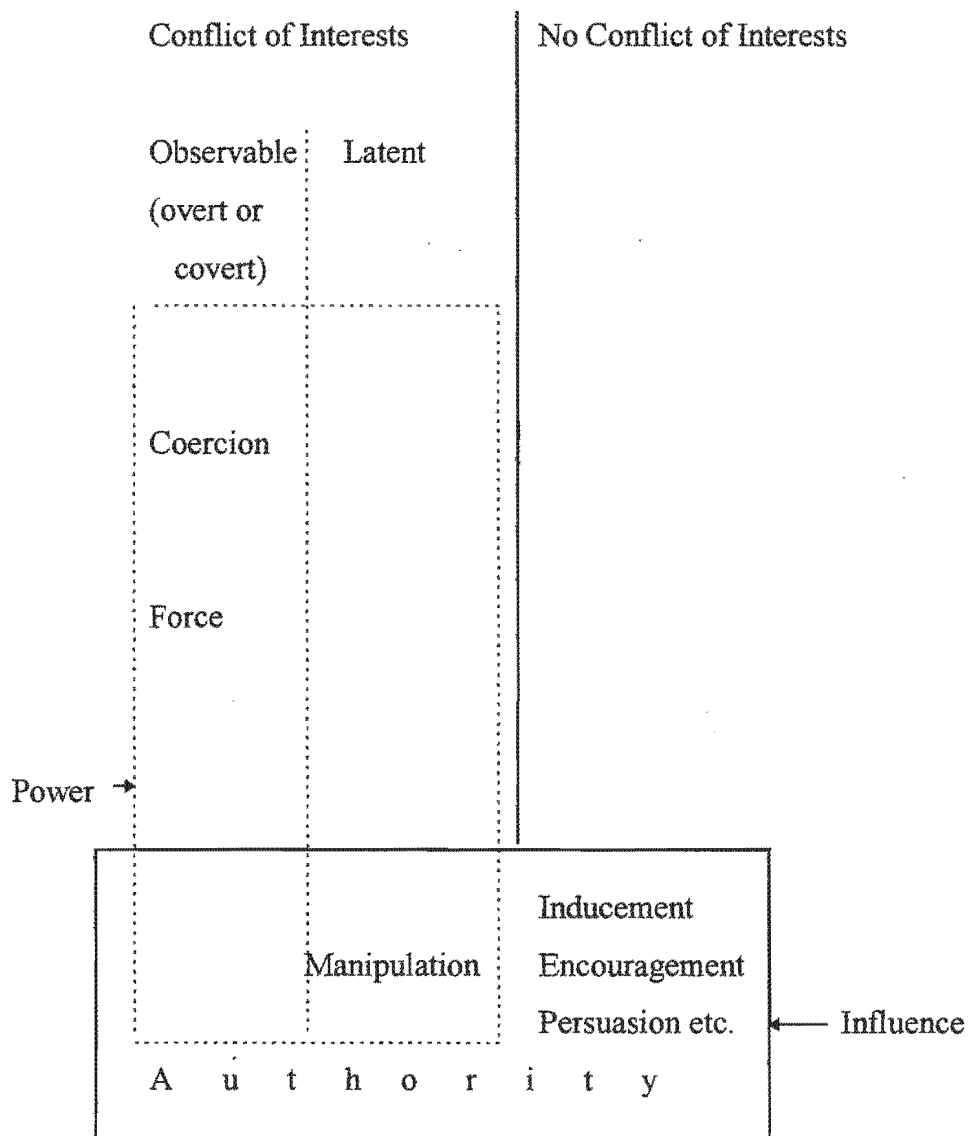 Conflict of Interests
No Conflict of Interests
Observable
Latent
(overt or
covert)
Coercion
Force
Power
Inducement
Manipulation
Encouragement
Persuasion etc.
Influence
A u t h o r i t y